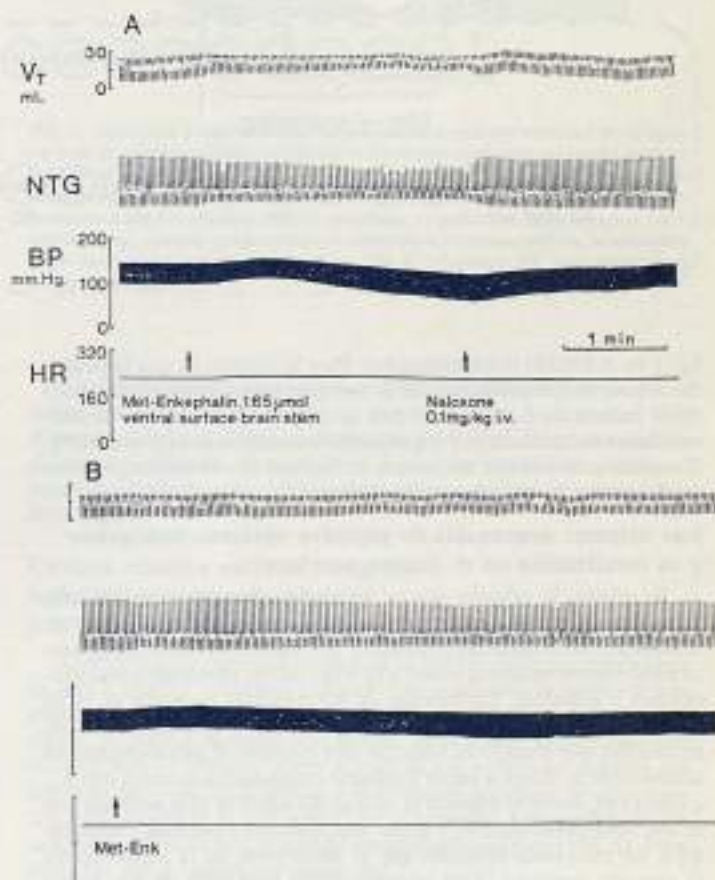 A
30
VT
ml.
0
NTG
200
BP
mm.Hg.
100
0
1 min
320
HR
160
0
Met-Enkephalin, 1.65 µmol
ventral surface brain stem
Naloxone
0.1mg/kg i.v.
B
Met-Enk